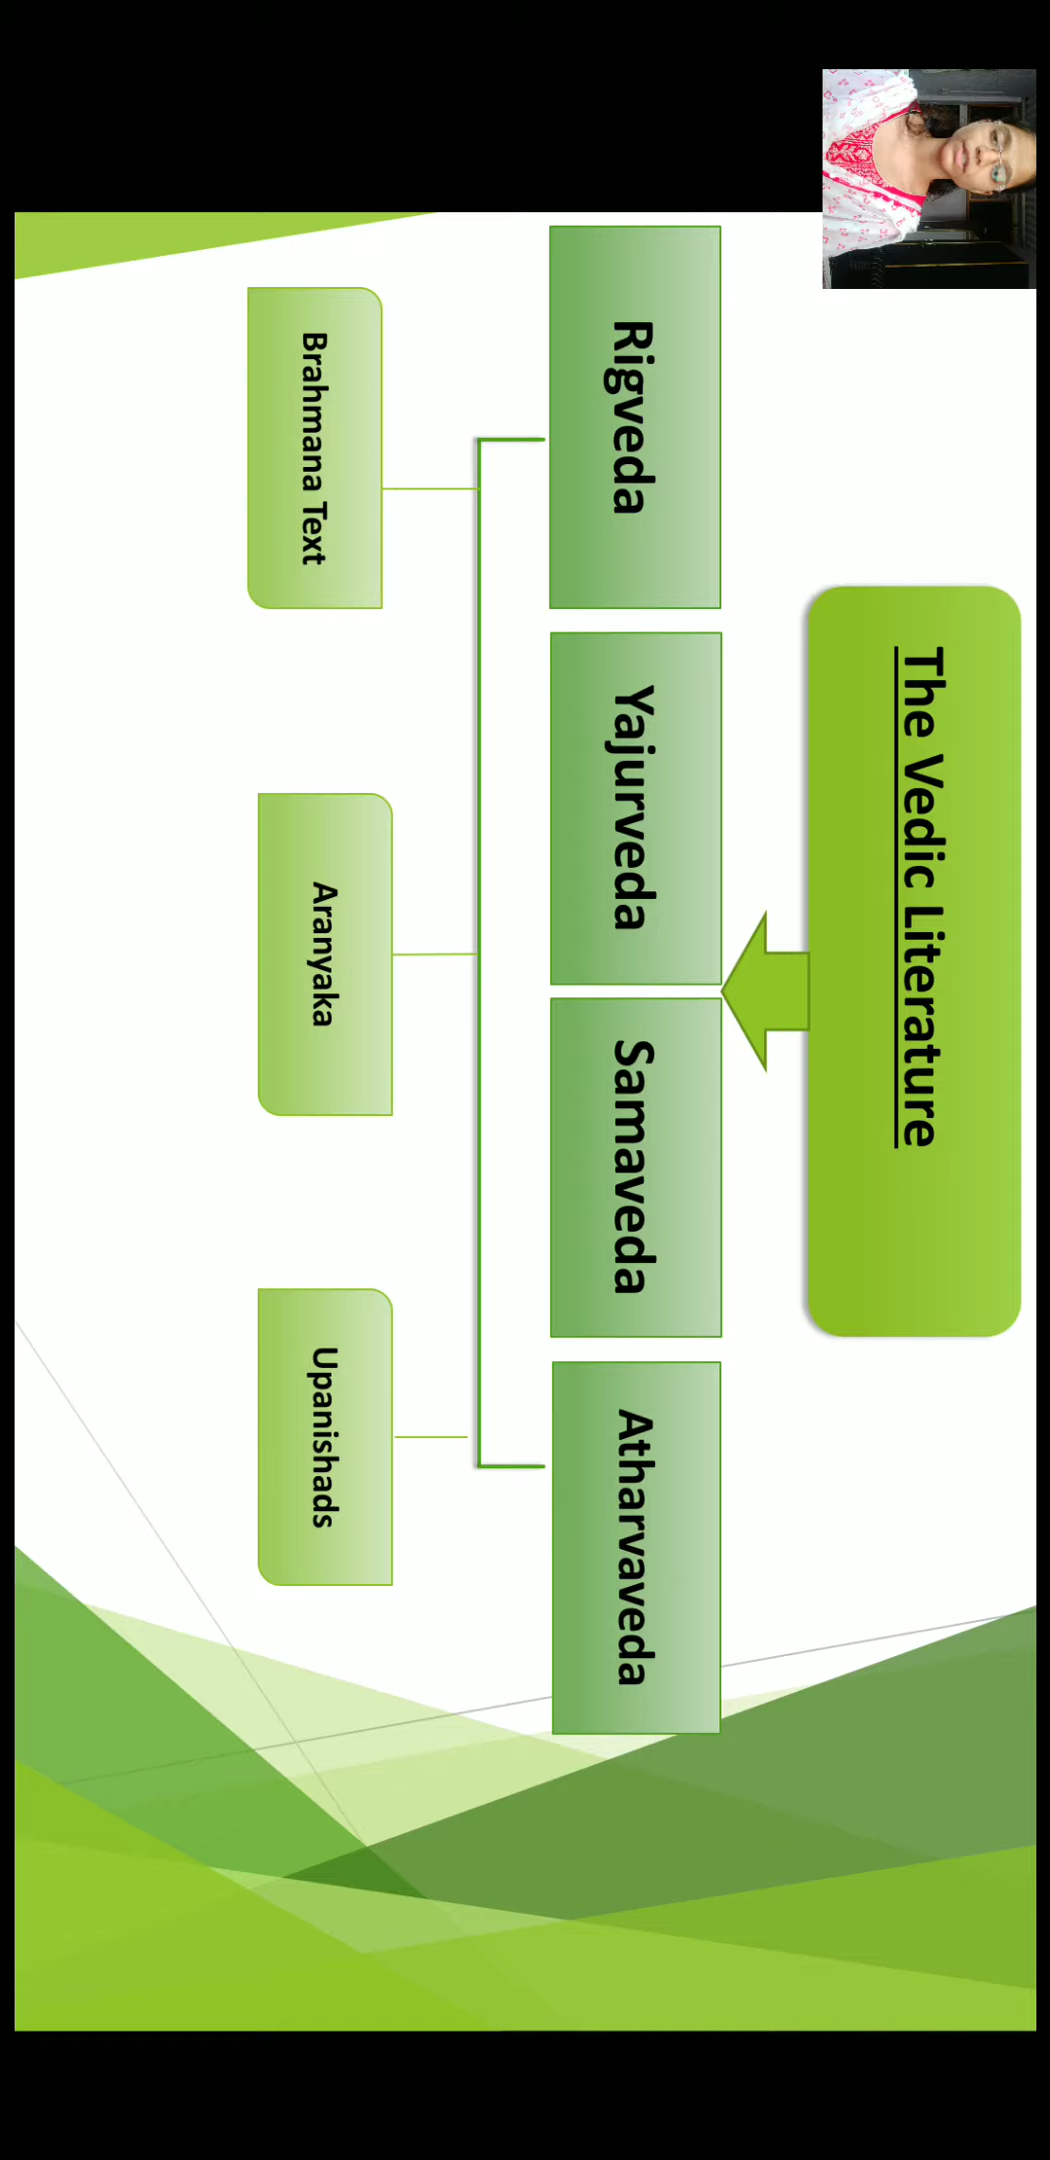 The Vedic Literature
Rigveda
Yajurveda
Samaveda
Atharvaveda
Brahmana Text
Aranyaka
Upanishads